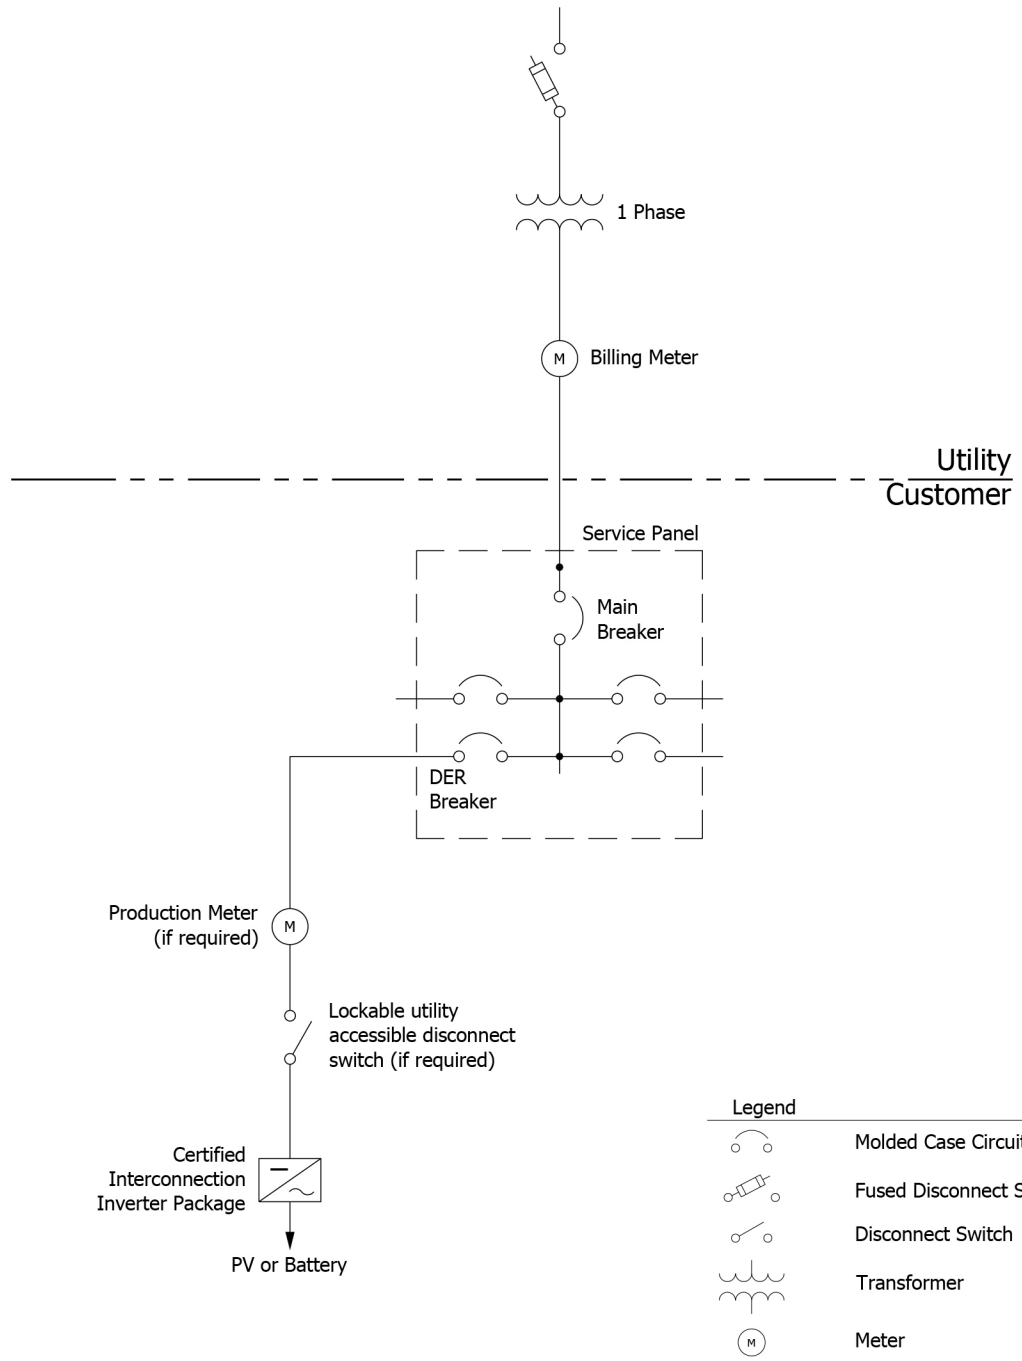 1 Phase
M
Billing Meter
Utility
Customer
Service Panel
Main
Breaker
DER
Breaker
Production Meter
(if required)
M
Lockable utility
accessible disconnect
switch (if required)
Certified
Interconnection
Inverter Package
PV or Battery
Legend
Molded Case Circuit
Fused Disconnect S
Disconnect Switch
Transformer
M
Meter